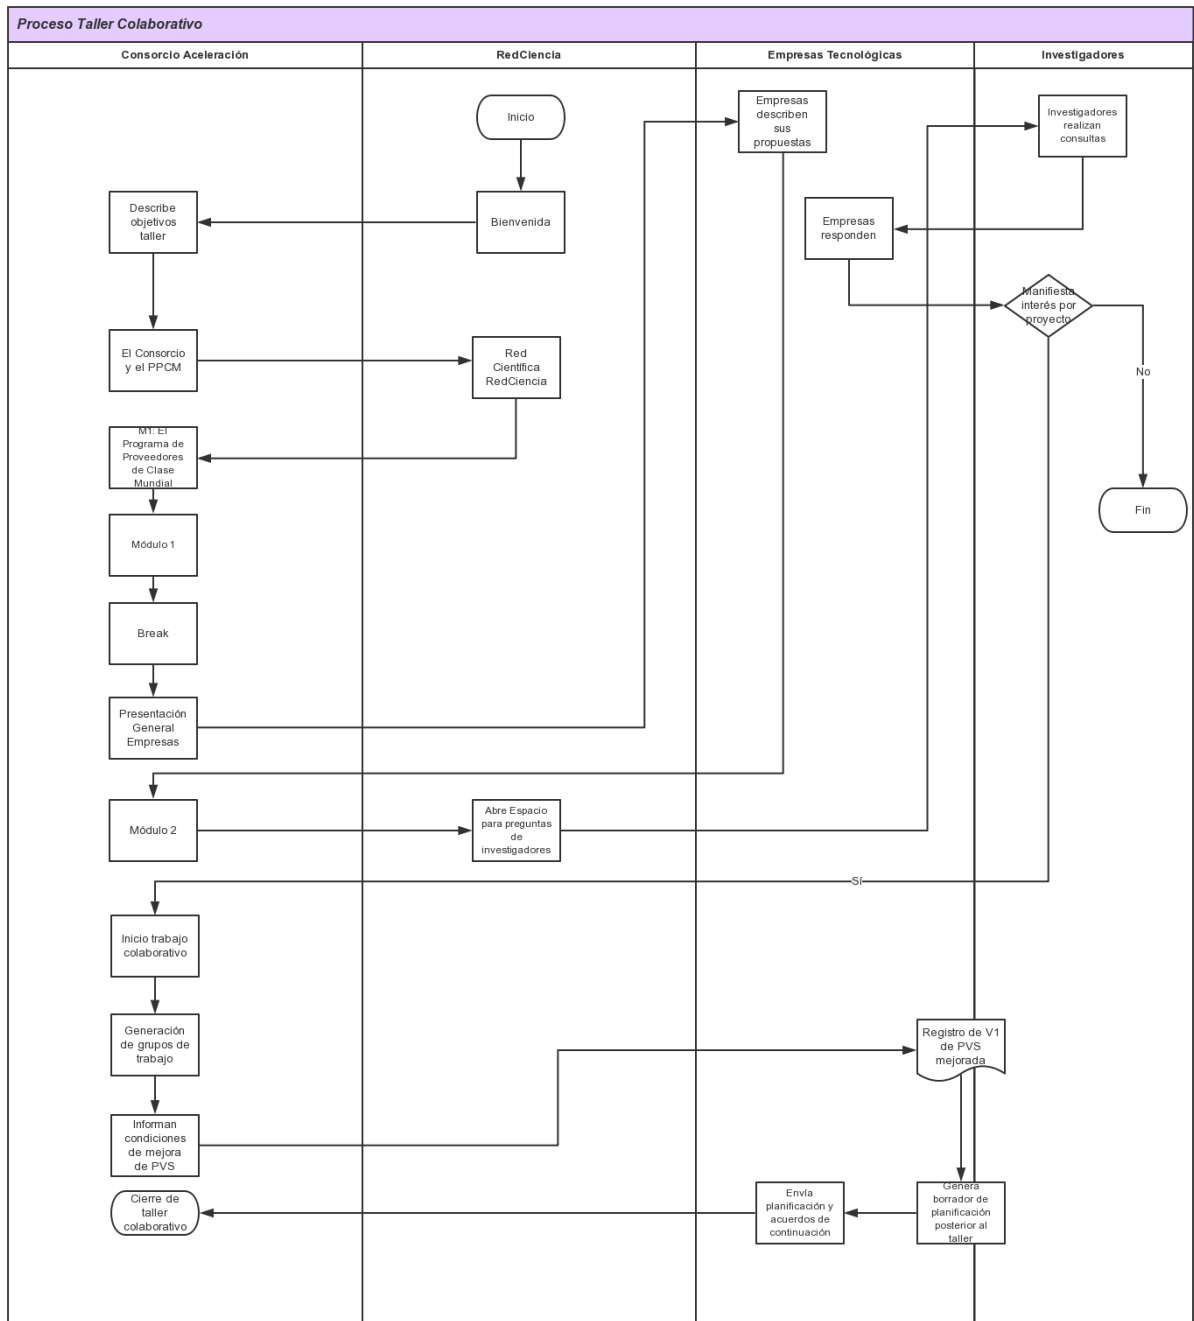 Proceso Taller Colaborativo
Consorcio Aceleración
RedCiencia
Empresas Tecnológicas
Investigadores
Inicio
Empresas
describen
sus
propuestas
Investigadores
realizan
consultas
Describe
objetivos
taller
Bienvenida
Empresas
responden
Manifiesta
interés por
proyecto
El Consorcio
y el PPCM
Red
Científica
RedCiencia
No
M1: El
Programa de
Proveedores
de Clase
Mundial
Fin
Módulo 1
Break
Presentación
General
Empresas
Módulo 2
Abre Espacio
para preguntas
de
investigadores
Sí
Inicio trabajo
colaborativo
Generación
de grupos de
trabajo
Registro de V1
de PVS
mejorada
Informan
condiciones
de mejora
de PVS
Cierre de
taller
colaborativo
Envía
planificación y
acuerdos de
continuación
Genera
borrador de
planificación
posterior al
taller